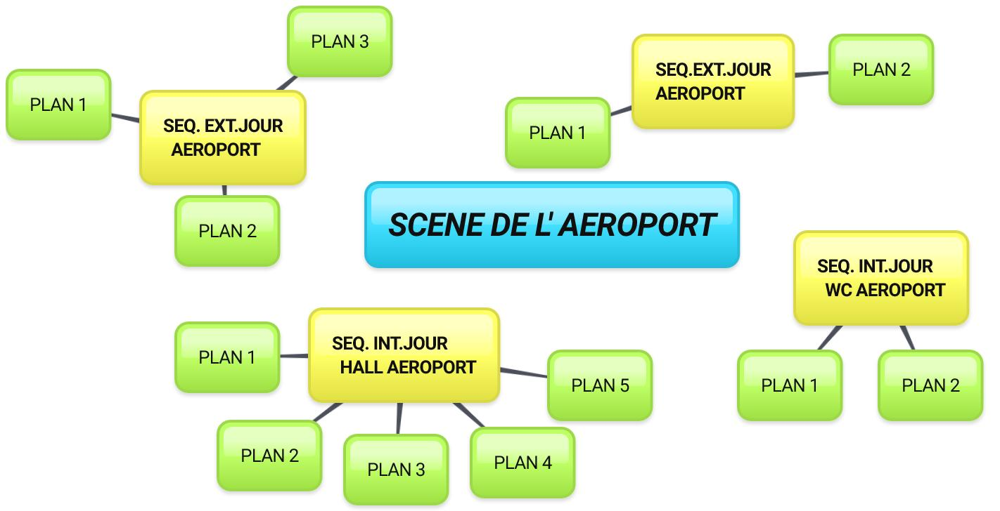 PLAN 3
PLAN 1
SEQ. EXT.JOUR
AEROPORT
PLAN 2
SEQ.EXT.JOUR
AEROPORT
PLAN 2
PLAN 1
SCENE DE L' AEROPORT
SEQ. INT.JOUR
WC AEROPORT
PLAN 1
PLAN 2
SEQ. INT.JOUR
HALL AEROPORT
PLAN 1
PLAN 2
PLAN 3
PLAN 4
PLAN 5